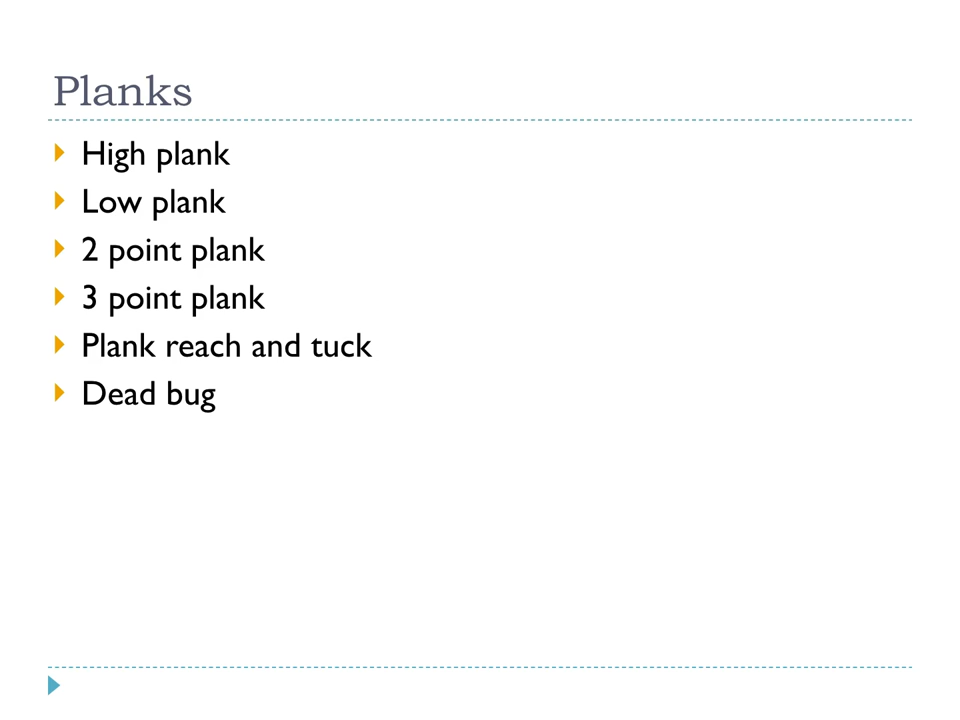 Planks
High plank
Low plank
2 point plank
3 point plank
Plank reach and tuck
Dead bug